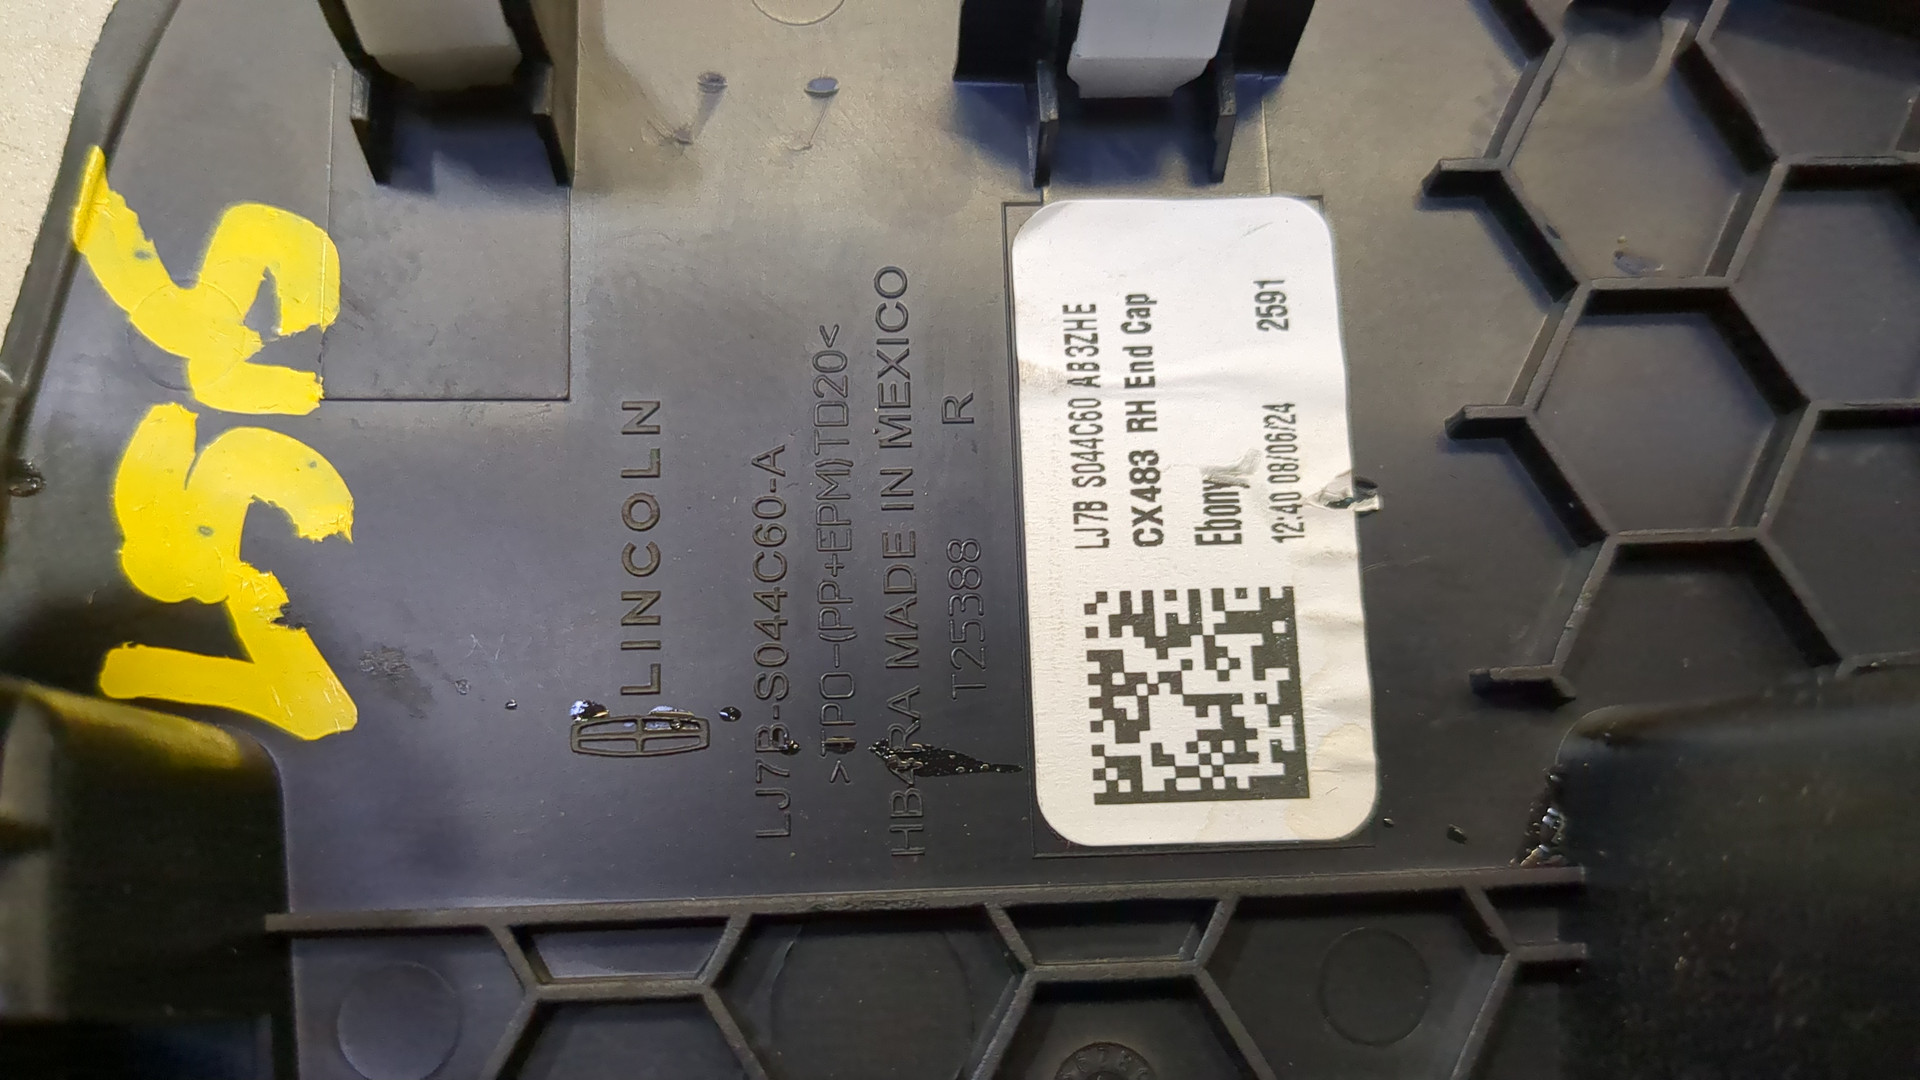 LINCOLN
LJ7B-S044C60-A
>TPO-(PP+EPM)TD20<
HB4RA MADE IN MEXICO
T25388 R
LJ7B S044C60 AB3ZHE
CX483 RH End Cap
Ebony
12:40 08/06/24 2591